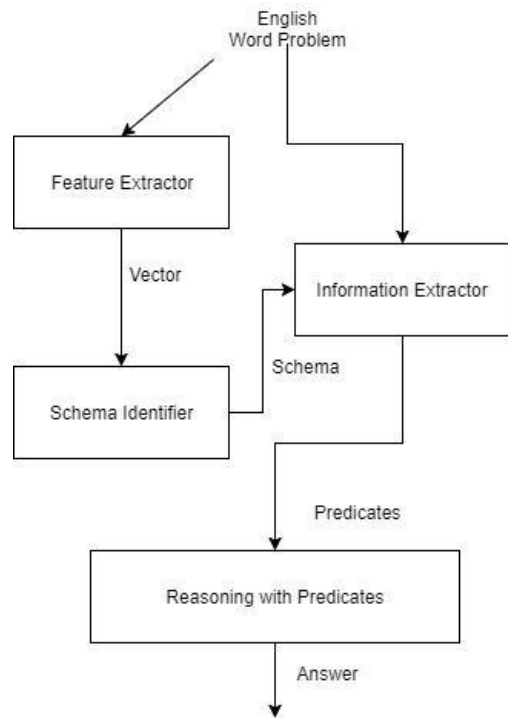 English
Word Problem
Feature Extractor
Vector
Information Extractor
Schema
Schema Identifier
Predicates
Reasoning with Predicates
Answer